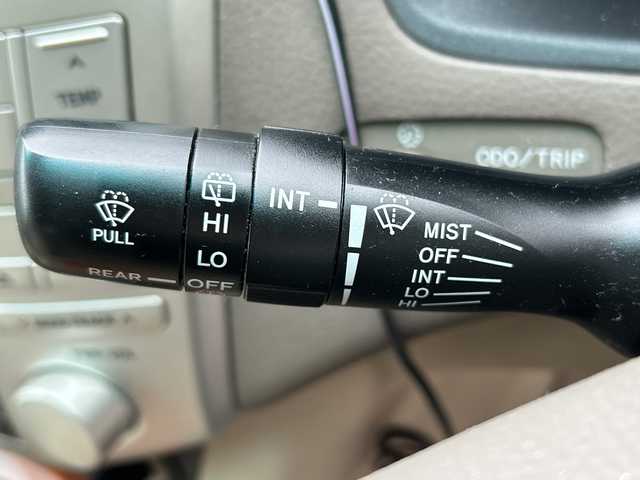 TEMP
ODO/TRIP
PULL
REAR
HI
LO
OFF
INT
MIST
OFF
INT
LO
HI